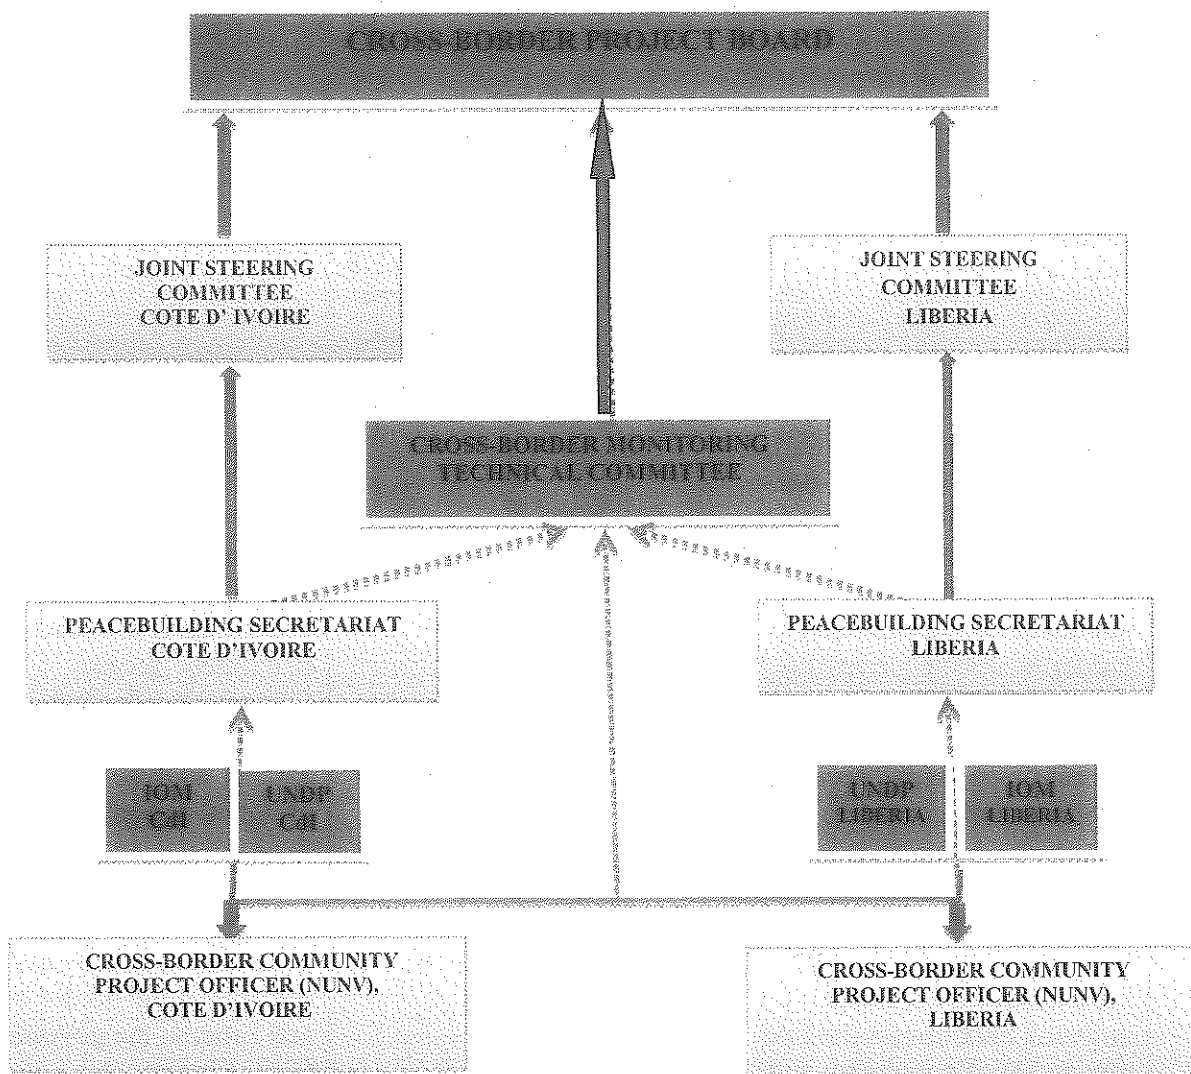 CROSS-BORDER PROJECT BOARD
JOINT STEERING
COMMITTEE
COTE D' IVOIRE
JOINT STEERING
COMMITTEE
LIBERIA
CROSS-BORDER MONITORING
TECHNICAL COMMITTEE
PEACEBUILDING SECRETARIAT
COTE D'IVOIRE
PEACEBUILDING SECRETARIAT
LIBERIA
IOM
CdI
UNDP
CdI
UNDP
LIBERIA
IOM
LIBERIA
CROSS-BORDER COMMUNITY
PROJECT OFFICER (NUNV),
COTE D'IVOIRE
CROSS-BORDER COMMUNITY
PROJECT OFFICER (NUNV),
LIBERIA